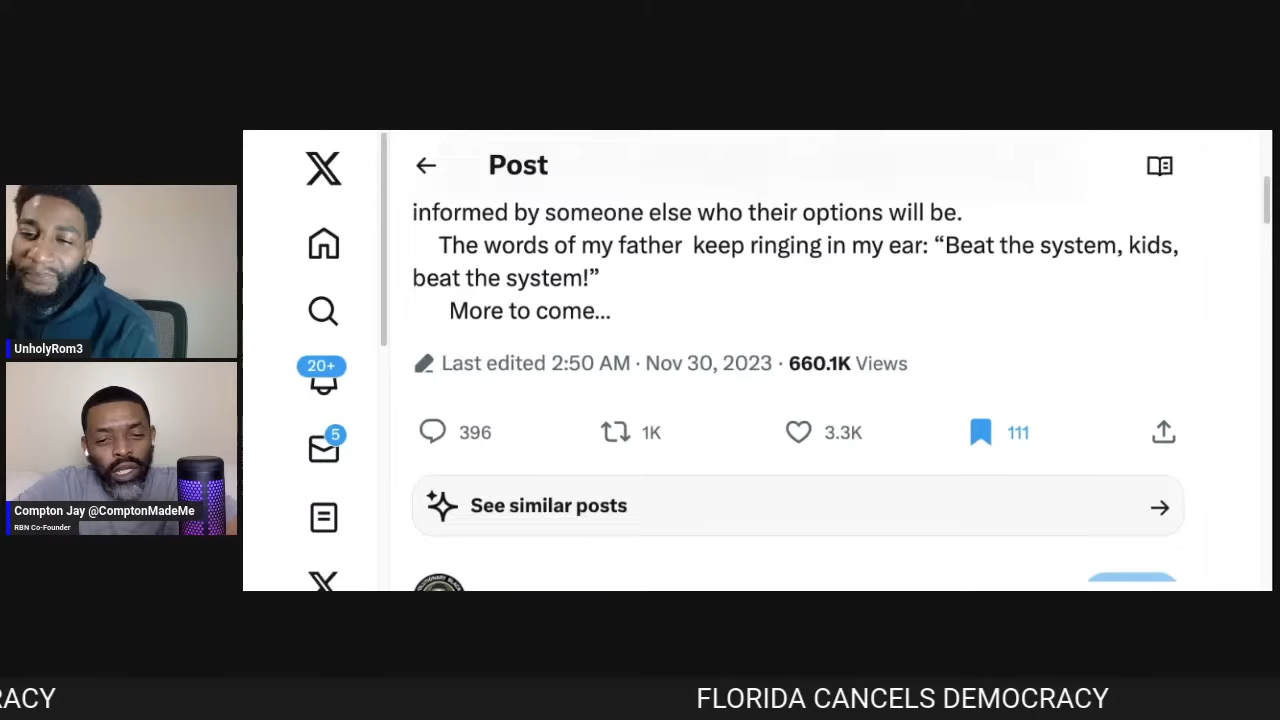 Post
informed by someone else who their options will be.
The words of my father keep ringing in my ear: “Beat the system, kids,
beat the system!”
More to come...
Last edited 2:50 AM · Nov 30, 2023 · 660.1K Views
20+
5
396
1K
3.3K
111
See similar posts
UnholyRom3
Compton Jay @ComptonMadeMe
RBN Co-Founder
RACY
FLORIDA CANCELS DEMOCRACY